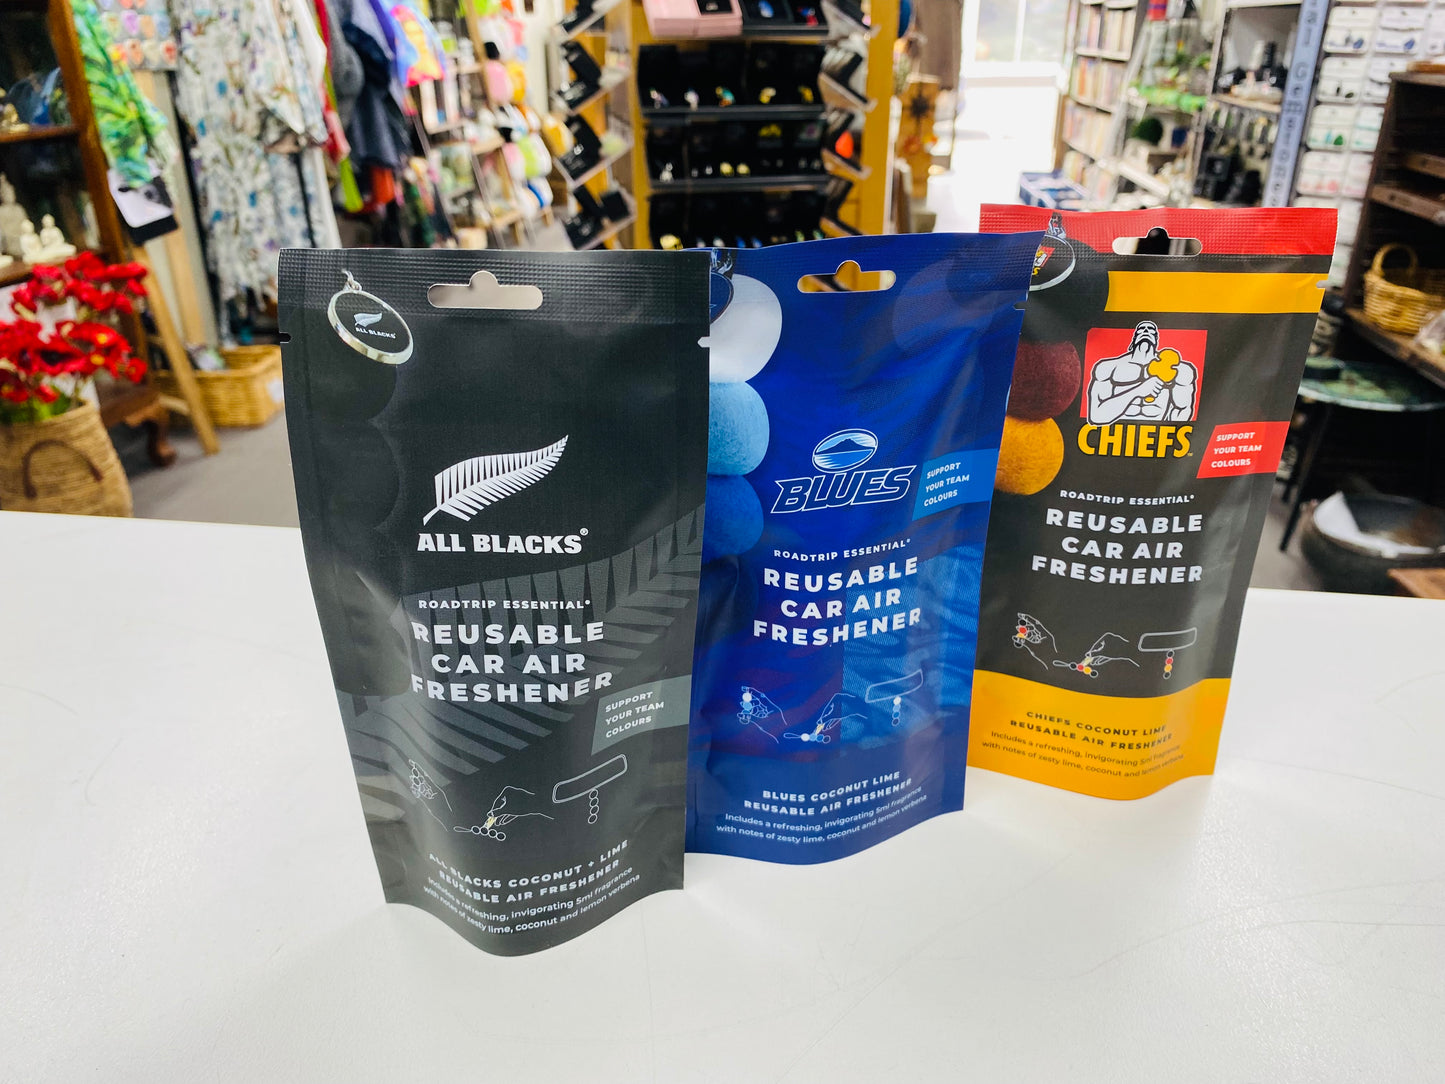 ALL BLACKS
ALL BLACKS®
ROADTRIP ESSENTIAL®
REUSABLE
CAR AIR
FRESHENER
SUPPORT
YOUR TEAM
COLOURS
ALL BLACKS COCONUT + LIME
REUSABLE AIR FRESHENER
Includes a refreshing, invigorating 5ml fragrance
with notes of zesty lime, coconut and lemon verbena
BLUES
SUPPORT
YOUR TEAM
COLOURS
ROADTRIP ESSENTIAL®
REUSABLE
CAR AIR
FRESHENER
BLUES COCONUT LIME
REUSABLE AIR FRESHENER
Includes a refreshing, invigorating 5ml fragrance
with notes of zesty lime, coconut and lemon verbena
CHIEFS
SUPPORT
YOUR TEAM
COLOURS
ROADTRIP ESSENTIAL®
REUSABLE
CAR AIR
FRESHENER
CHIEFS COCONUT LIME
REUSABLE AIR FRESHENER
Includes a refreshing, invigorating 5ml fragrance
with notes of zesty lime, coconut and lemon verbena